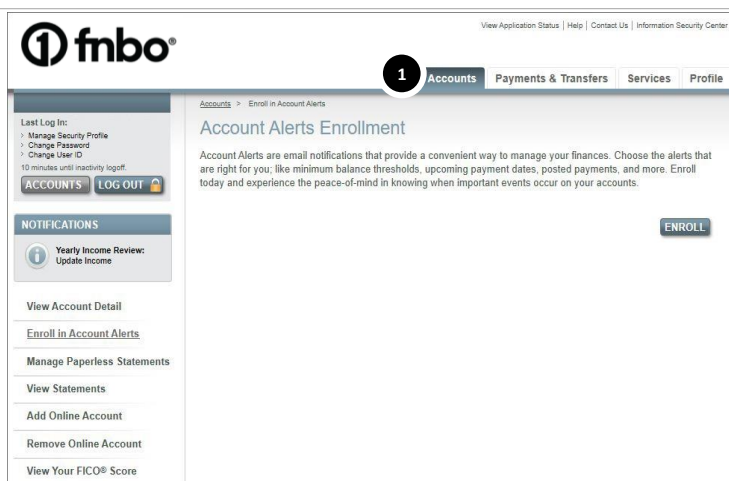 View Application Status | Help | Contact Us | Information Security Center
1 fnbo®
1
Accounts Payments & Transfers Services Profile
Accounts > Enroll in Account Alerts
Last Log In:
> Manage Security Profile
> Change Password
> Change User ID
10 minutes until inactivity logoff.
ACCOUNTS LOG OUT
NOTIFICATIONS
Yearly Income Review:
Update Income
View Account Detail
Enroll in Account Alerts
Manage Paperless Statements
View Statements
Add Online Account
Remove Online Account
View Your FICO® Score
Account Alerts Enrollment
Account Alerts are email notifications that provide a convenient way to manage your finances. Choose the alerts that
are right for you; like minimum balance thresholds, upcoming payment dates, posted payments, and more. Enroll
today and experience the peace-of-mind in knowing when important events occur on your accounts.
ENROLL